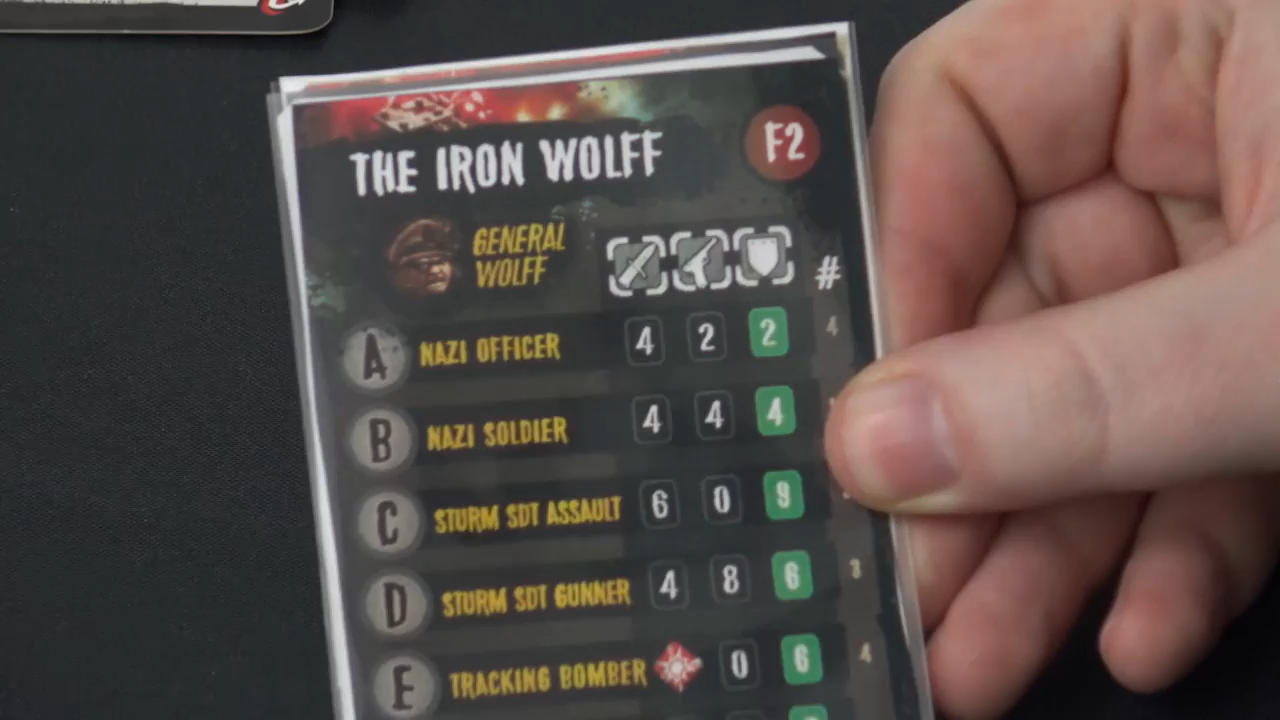 THE IRON WOLFF F2
GENERAL
WOLFF #
A NAZI OFFICER 4 2 2 4
B NAZI SOLDIER 4 4 4
C STURM SDT ASSAULT 6 0 9
D STURM SDT GUNNER 4 8 6 3
E TRACKING BOMBER 0 6 4